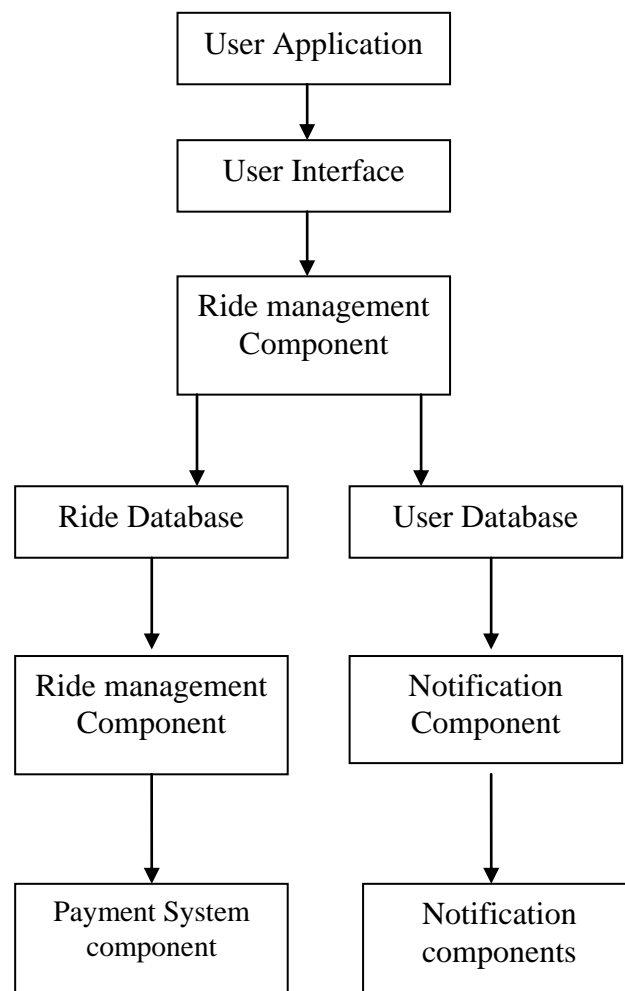 User Application
User Interface
Ride management
Component
Ride Database
User Database
Ride management
Component
Notification
Component
Payment System
component
Notification
components